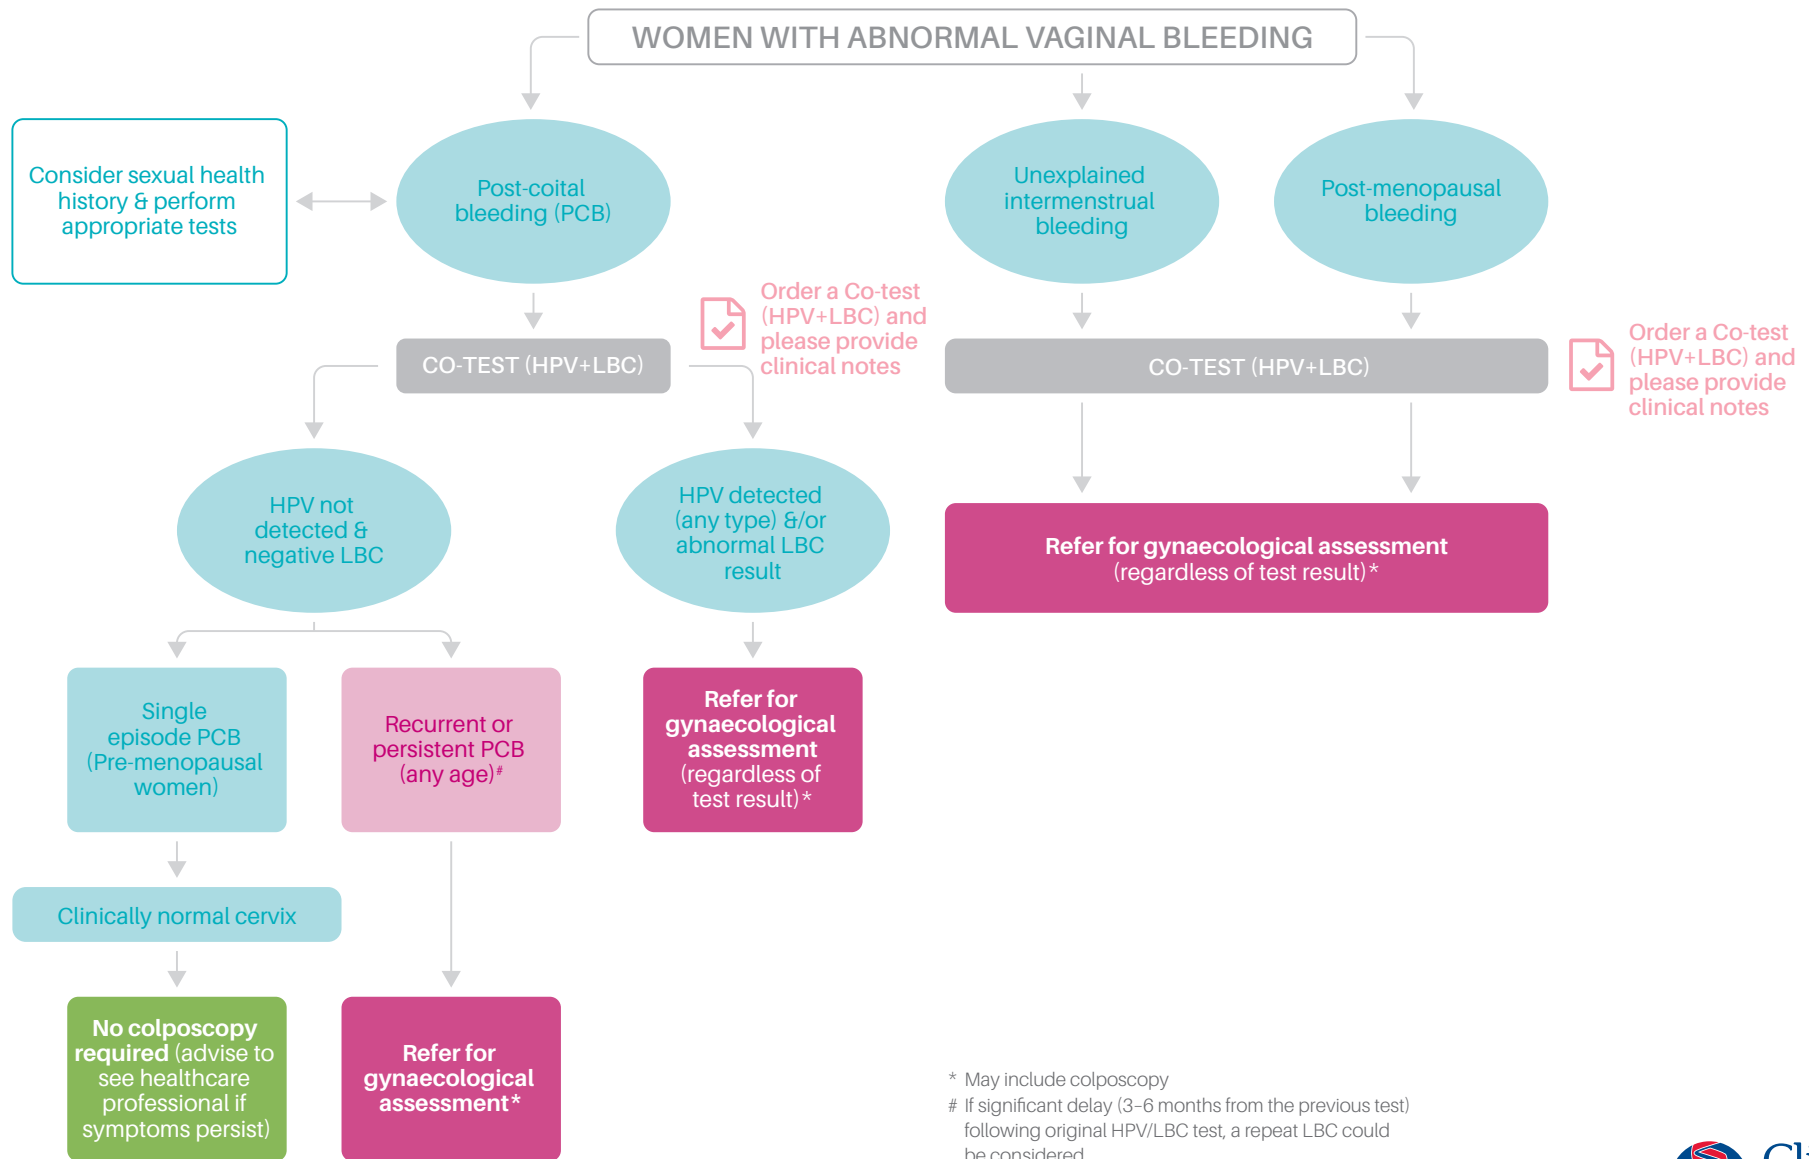 WOMEN WITH ABNORMAL VAGINAL BLEEDING
Consider sexual health
history & perform
appropriate tests
Post-coital
bleeding (PCB)
Unexplained
intermenstrual
bleeding
Post-menopausal
bleeding
Order a Co-test
(HPV+LBC) and
please provide
clinical notes
CO-TEST (HPV+LBC)
CO-TEST (HPV+LBC)
Order a Co-test
(HPV+LBC) and
please provide
clinical notes
HPV not
detected &
negative LBC
HPV detected
(any type) &/or
abnormal LBC
result
Refer for gynaecological assessment
(regardless of test result)*
Single
episode PCB
(Pre-menopausal
women)
Recurrent or
persistent PCB
(any age)#
Refer for
gynaecological
assessment
(regardless of
test result)*
Clinically normal cervix
No colposcopy
required (advise to
see healthcare
professional if
symptoms persist)
Refer for
gynaecological
assessment*
* May include colposcopy
# If significant delay (3–6 months from the previous test)
following original HPV/LBC test, a repeat LBC could
be considered